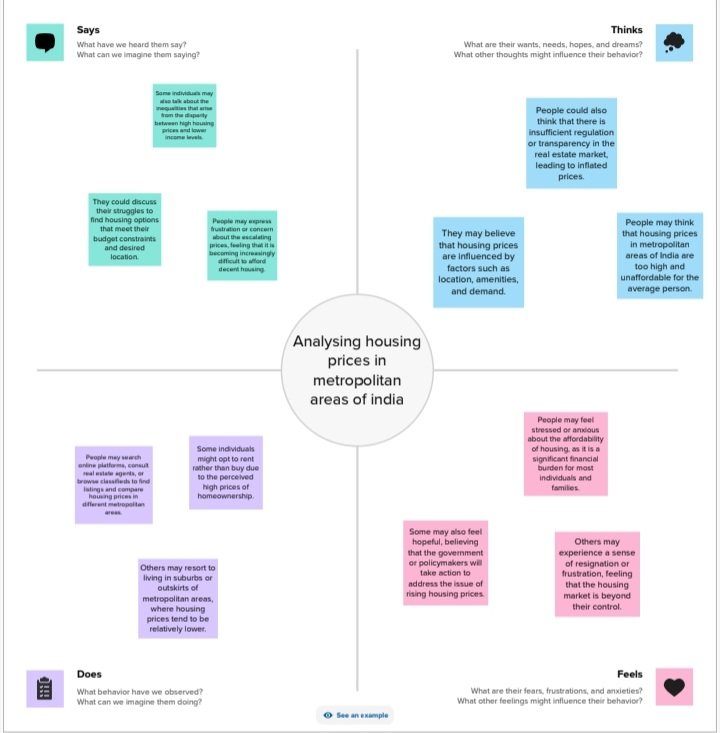 Says
What have we heard them say?
What can we imagine them saying?
Some individuals may
also talk about the
inequalities that arise
from the disparity
between high housing
prices and lower
income levels.
They could discuss
their struggles to
find housing options
that meet their
budget constraints
and desired
location.
People may express
frustration or concern
about the escalating
prices, feeling that it is
becoming increasingly
difficult to afford
decent housing.
Thinks
What are their wants, needs, hopes, and dreams?
What other thoughts might influence their behavior?
People could also
think that there is
insufficient regulation
or transparency in the
real estate market,
leading to inflated
prices.
They may believe
that housing prices
are influenced by
factors such as
location, amenities,
and demand.
People may think
that housing prices
in metropolitan
areas of India are
too high and
unaffordable for the
average person.
Analysing housing
prices in
metropolitan
areas of india
People may search
online platforms, consult
real estate agents, or
browse classifieds to find
listings and compare
housing prices in
different metropolitan
areas.
Some individuals
might opt to rent
rather than buy due
to the perceived
high prices of
homeownership.
Others may resort to
living in suburbs or
outskirts of
metropolitan areas,
where housing
prices tend to be
relatively lower.
Does
What behavior have we observed?
What can we imagine them doing?
People may feel
stressed or anxious
about the affordability
of housing, as it is a
significant financial
burden for most
individuals and
families.
Some may also feel
hopeful, believing
that the government
or policymakers will
take action to
address the issue of
rising housing prices.
Others may
experience a sense
of resignation or
frustration, feeling
that the housing
market is beyond
their control.
Feels
What are their fears, frustrations, and anxieties?
What other feelings might influence their behavior?
See an example